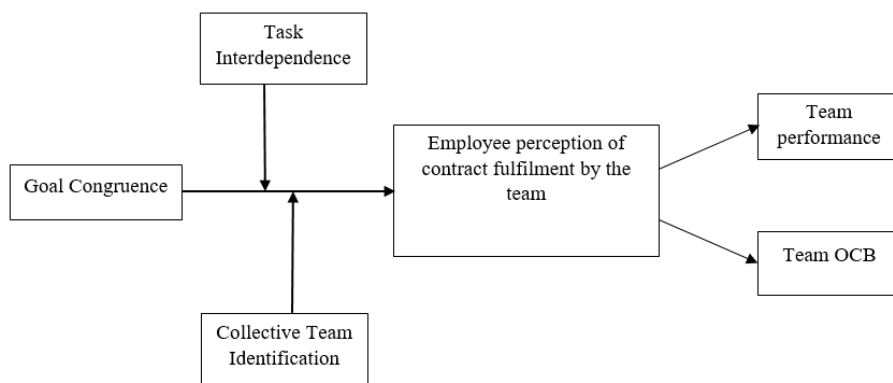 Task
Interdependence
Goal Congruence
Employee perception of
contract fulfilment by the
team
Team
performance
Team OCB
Collective Team
Identification